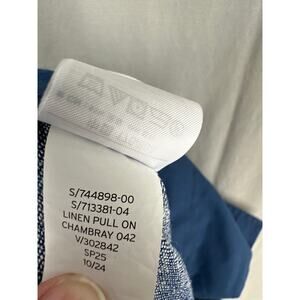 S/744898-00
S/713381-04
LINEN PULL ON
CHAMBRAY 042
V/302842
SP25
10/24